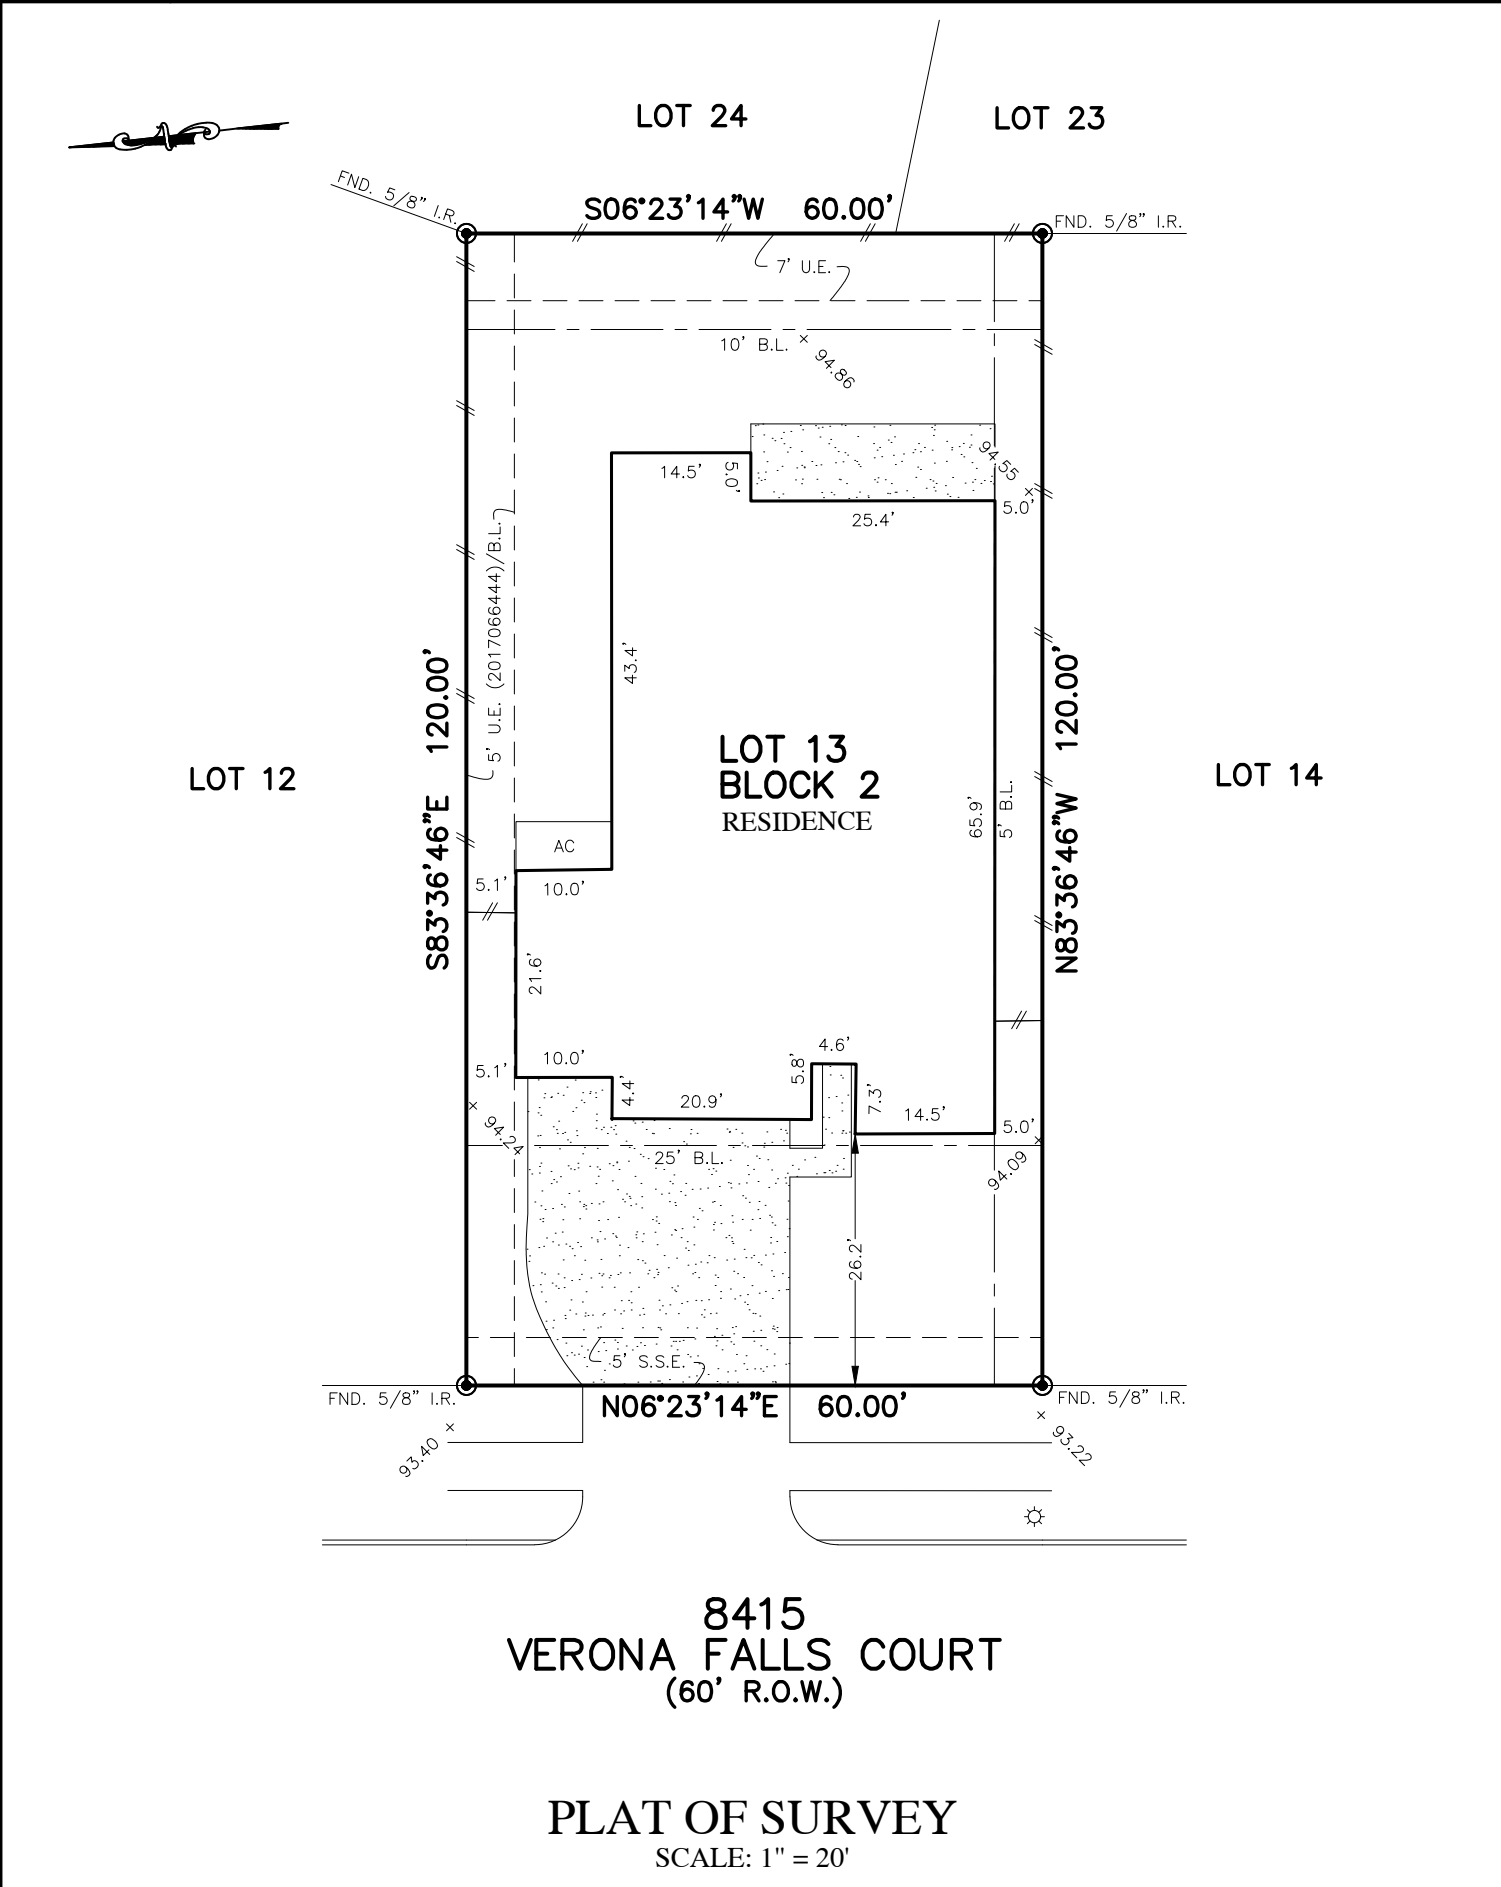 LOT 24
LOT 23
N
FND. 5/8" I.R.
S06°23'14"W 60.00'
FND. 5/8" I.R.
7' U.E.
10' B.L.
94.86
94.55
14.5'
5.0'
25.4'
5.0'
5' U.E. (2017066444)/B.L.
43.4'
S83°36'46"E 120.00'
N83°36'46"W 120.00'
LOT 12
LOT 13
BLOCK 2
RESIDENCE
LOT 14
65.9'
5' B.L.
AC
5.1'
10.0'
21.6'
5.1'
10.0'
4.4'
20.9'
5.8'
4.6'
7.3'
14.5'
5.0'
94.24
25' B.L.
94.09
26.2'
5' S.S.E.
FND. 5/8" I.R.
N06°23'14"E 60.00'
FND. 5/8" I.R.
93.40
93.22
8415
VERONA FALLS COURT
(60' R.O.W.)
PLAT OF SURVEY
SCALE: 1" = 20'